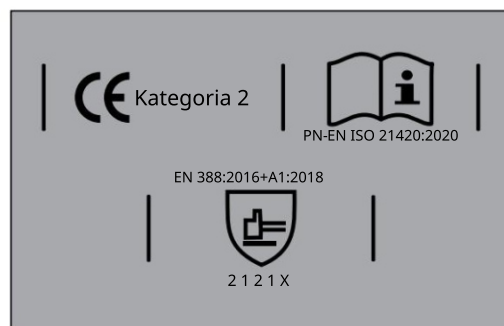 CE Kategoria 2
i
PN-EN ISO 21420:2020
EN 388:2016+A1:2018
2 1 2 1 X